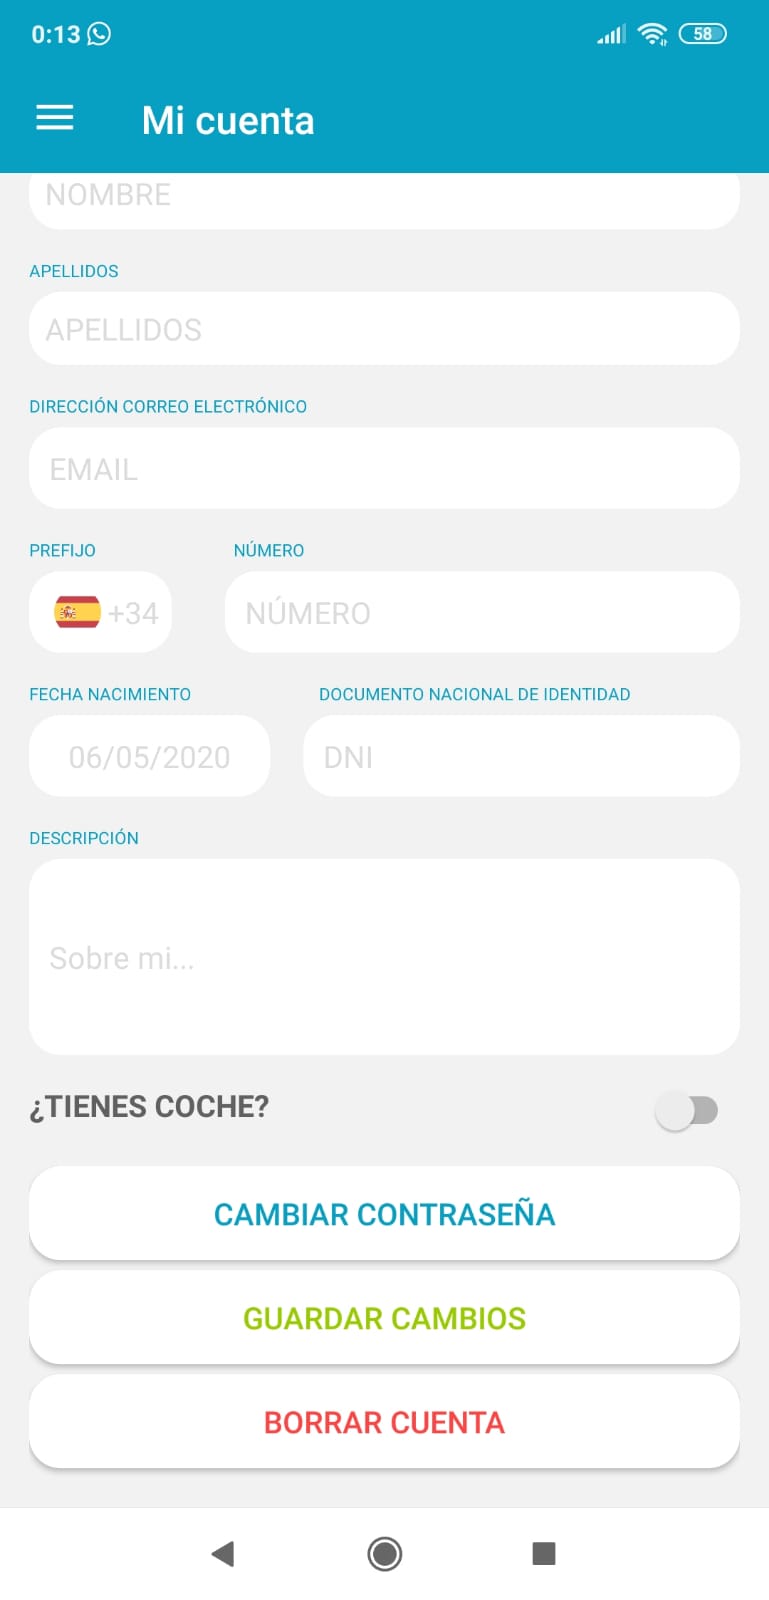 0:13
58
Mi cuenta
NOMBRE
APELLIDOS
APELLIDOS
DIRECCIÓN CORREO ELECTRÓNICO
EMAIL
PREFIJO NÚMERO
+34 NÚMERO
FECHA NACIMIENTO DOCUMENTO NACIONAL DE IDENTIDAD
06/05/2020 DNI
DESCRIPCIÓN
Sobre mi...
¿TIENES COCHE?
CAMBIAR CONTRASEÑA
GUARDAR CAMBIOS
BORRAR CUENTA